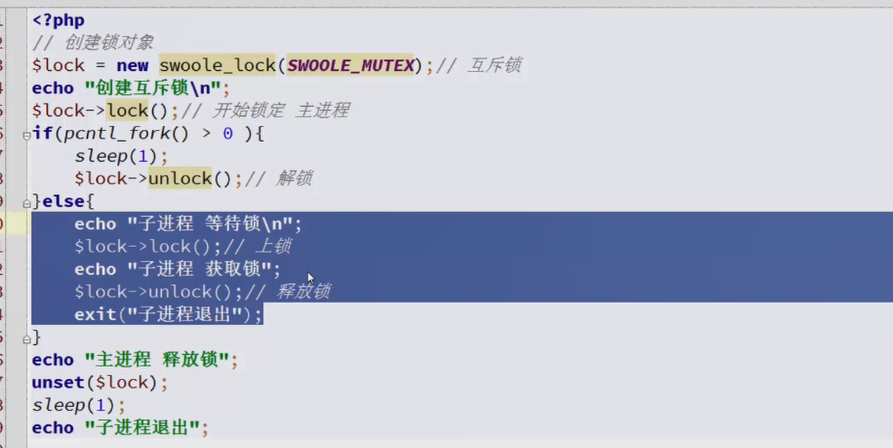 <?php
// 创建锁对象
$lock = new swoole_lock(SWOOLE_MUTEX);// 互斥锁
echo "创建互斥锁\n";
$lock->lock();// 开始锁定 主进程
if(pcntl_fork() > 0 ){
sleep(1);
$lock->unlock();// 解锁
}else{
echo "子进程 等待锁\n";
$lock->lock();// 上锁
echo "子进程 获取锁";
$lock->unlock();// 释放锁
exit("子进程退出");
}
echo "主进程 释放锁";
unset($lock);
sleep(1);
echo "子进程退出";